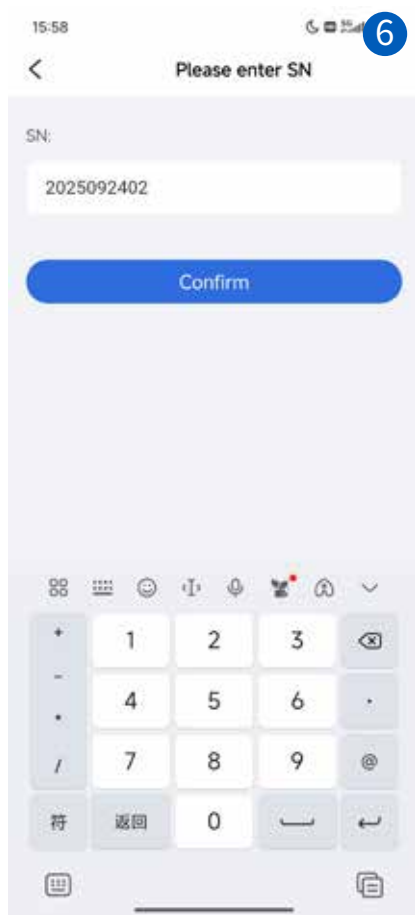 15:58
6
Please enter SN
SN:
2025092402
Confirm
+ 1 2 3
-
* 4 5 6 .
/ 7 8 9 @
符 返回 0